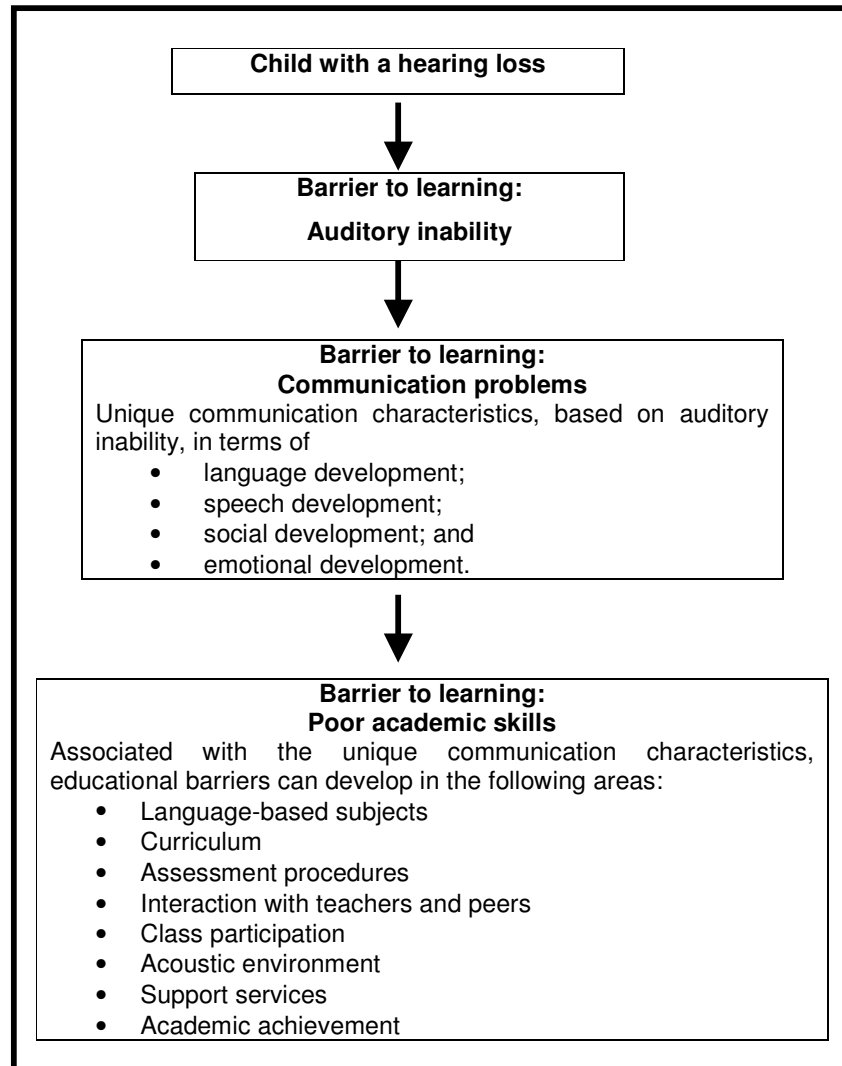 Child with a hearing loss
Barrier to learning:
Auditory inability
Barrier to learning:
Communication problems
Unique communication characteristics, based on auditory
inability, in terms of
• language development;
• speech development;
• social development; and
• emotional development.
Barrier to learning:
Poor academic skills
Associated with the unique communication characteristics,
educational barriers can develop in the following areas:
• Language-based subjects
• Curriculum
• Assessment procedures
• Interaction with teachers and peers
• Class participation
• Acoustic environment
• Support services
• Academic achievement